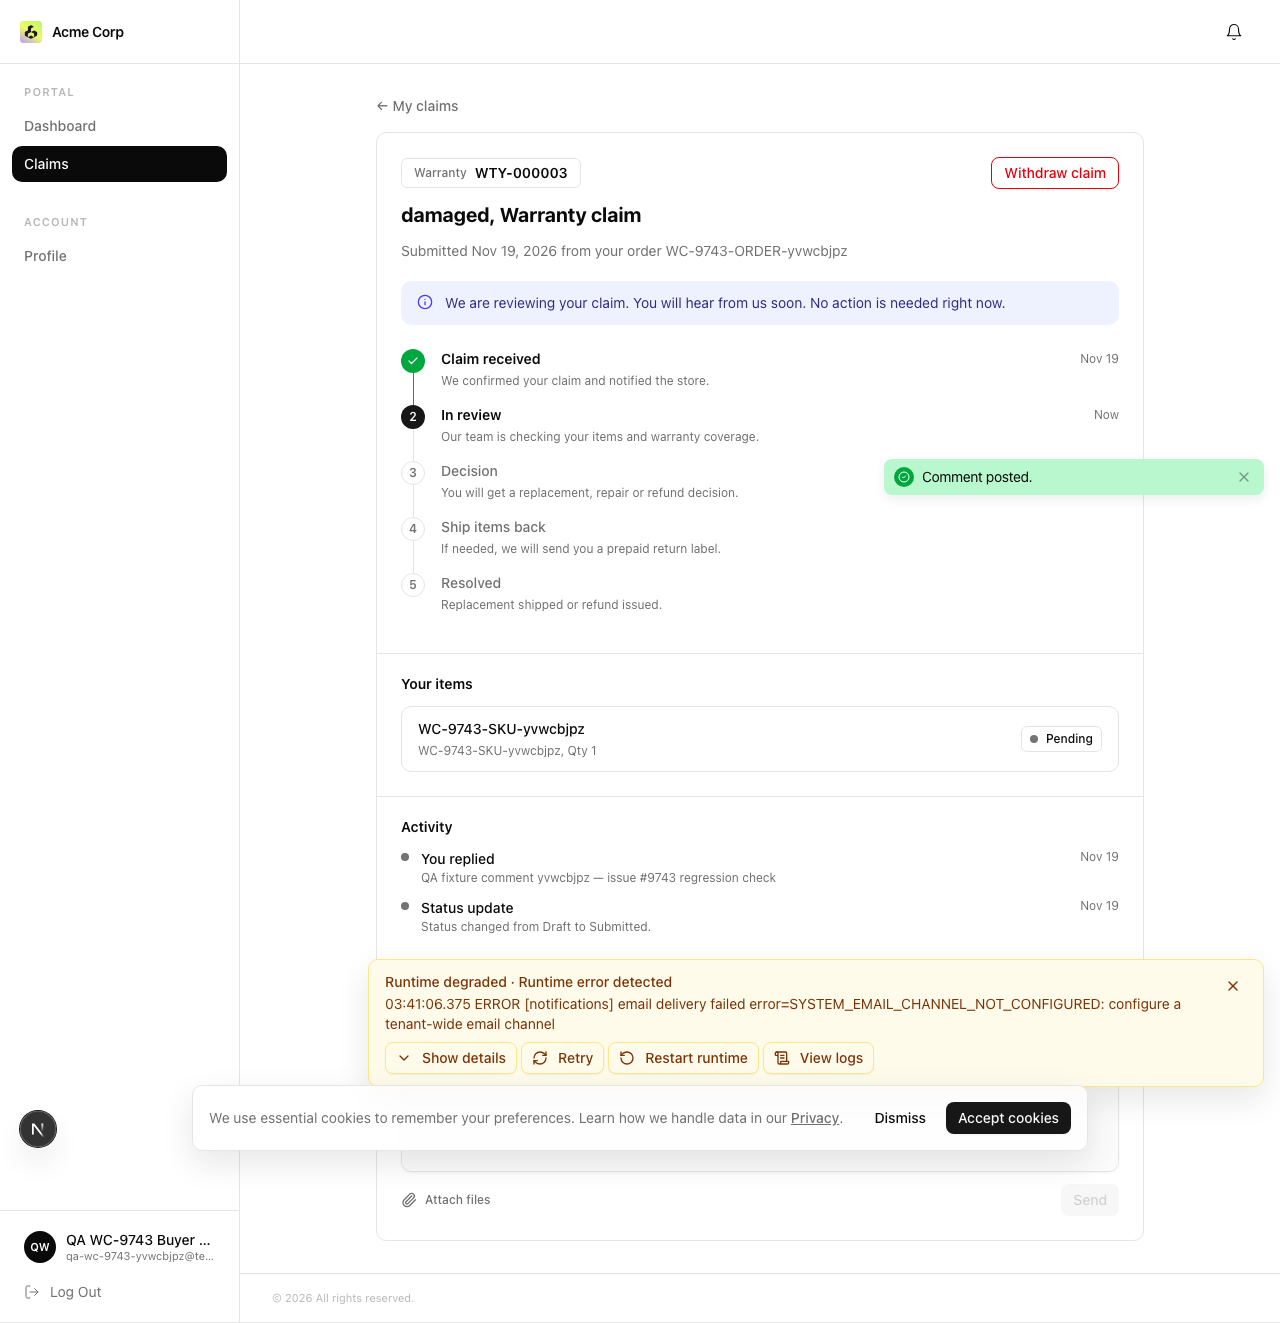 Acme Corp
PORTAL
Dashboard
Claims
ACCOUNT
Profile
← My claims
Warranty WTY-000003
Withdraw claim
damaged, Warranty claim
Submitted Nov 19, 2026 from your order WC-9743-ORDER-yvwcbjpz
We are reviewing your claim. You will hear from us soon. No action is needed right now.
Claim received
Nov 19
We confirmed your claim and notified the store.
2
In review
Now
Our team is checking your items and warranty coverage.
3
Decision
You will get a replacement, repair or refund decision.
Comment posted.
4
Ship items back
If needed, we will send you a prepaid return label.
5
Resolved
Replacement shipped or refund issued.
Your items
WC-9743-SKU-yvwcbjpz
WC-9743-SKU-yvwcbjpz, Qty 1
Pending
Activity
You replied
Nov 19
QA fixture comment yvwcbjpz — issue #9743 regression check
Status update
Nov 19
Status changed from Draft to Submitted.
Runtime degraded · Runtime error detected
03:41:06.375 ERROR [notifications] email delivery failed error=SYSTEM_EMAIL_CHANNEL_NOT_CONFIGURED: configure a
tenant-wide email channel
Show details
Retry
Restart runtime
View logs
We use essential cookies to remember your preferences. Learn how we handle data in our Privacy.
Dismiss
Accept cookies
N
Attach files
Send
QW
QA WC-9743 Buyer ...
qa-wc-9743-yvwcbjpz@te...
Log Out
© 2026 All rights reserved.